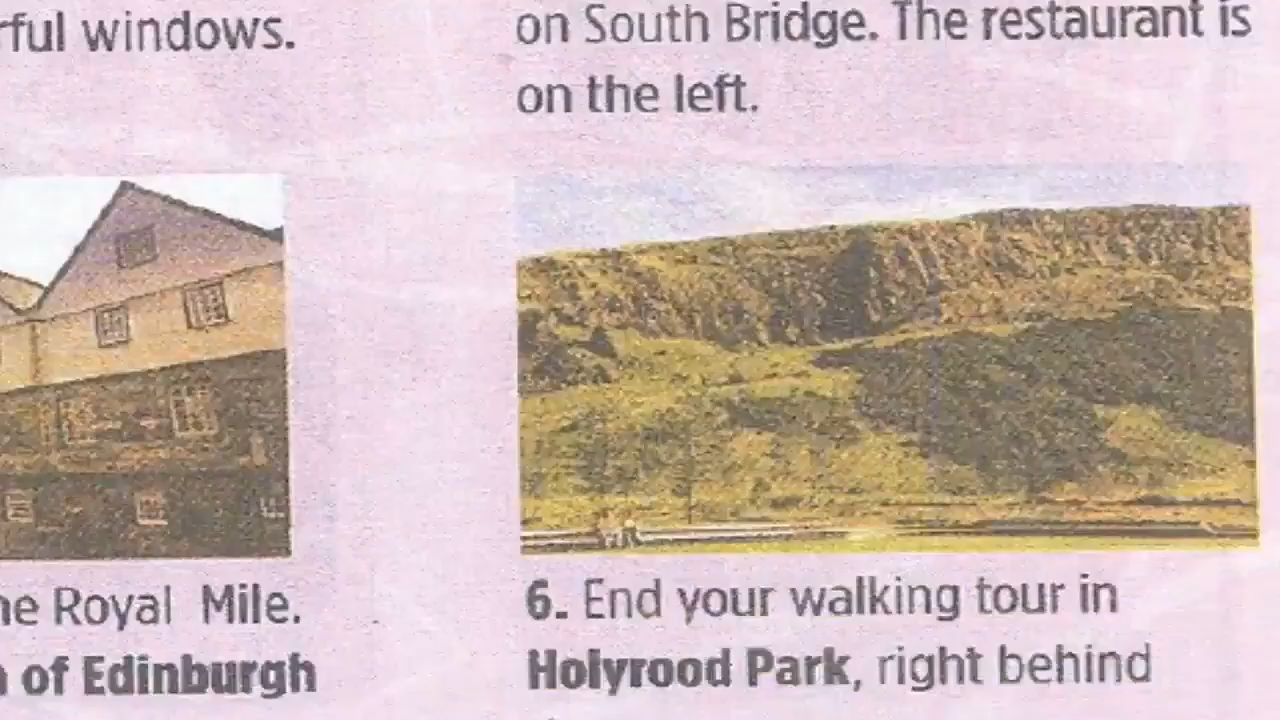 rful windows.
on South Bridge. The restaurant is
on the left.
he Royal Mile.
of Edinburgh
6. End your walking tour in
Holyrood Park, right behind